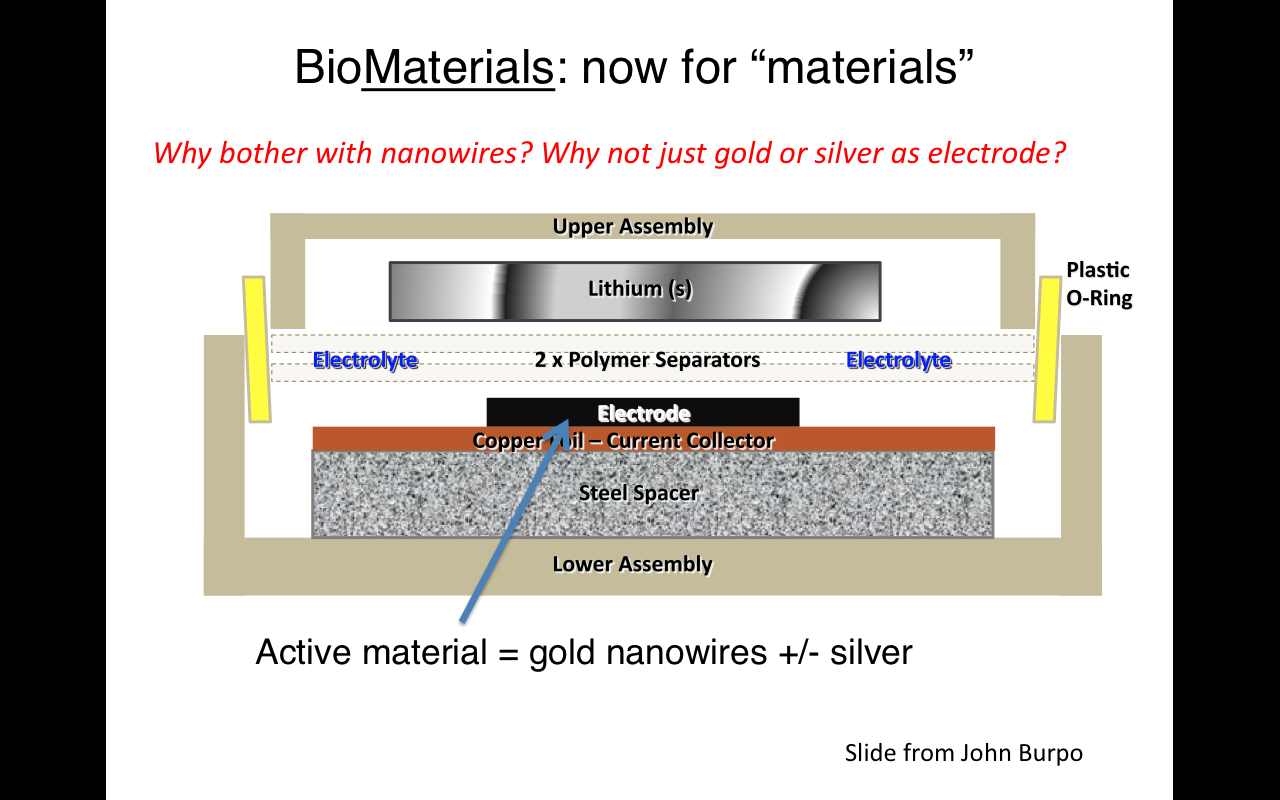 BioMaterials: now for “materials”
Why bother with nanowires? Why not just gold or silver as electrode?
Upper Assembly
Plastic
O-Ring
Lithium (s)
Electrolyte 2 x Polymer Separators Electrolyte
Electrode
Copper Foil – Current Collector
Steel Spacer
Lower Assembly
Active material = gold nanowires +/- silver
Slide from John Burpo